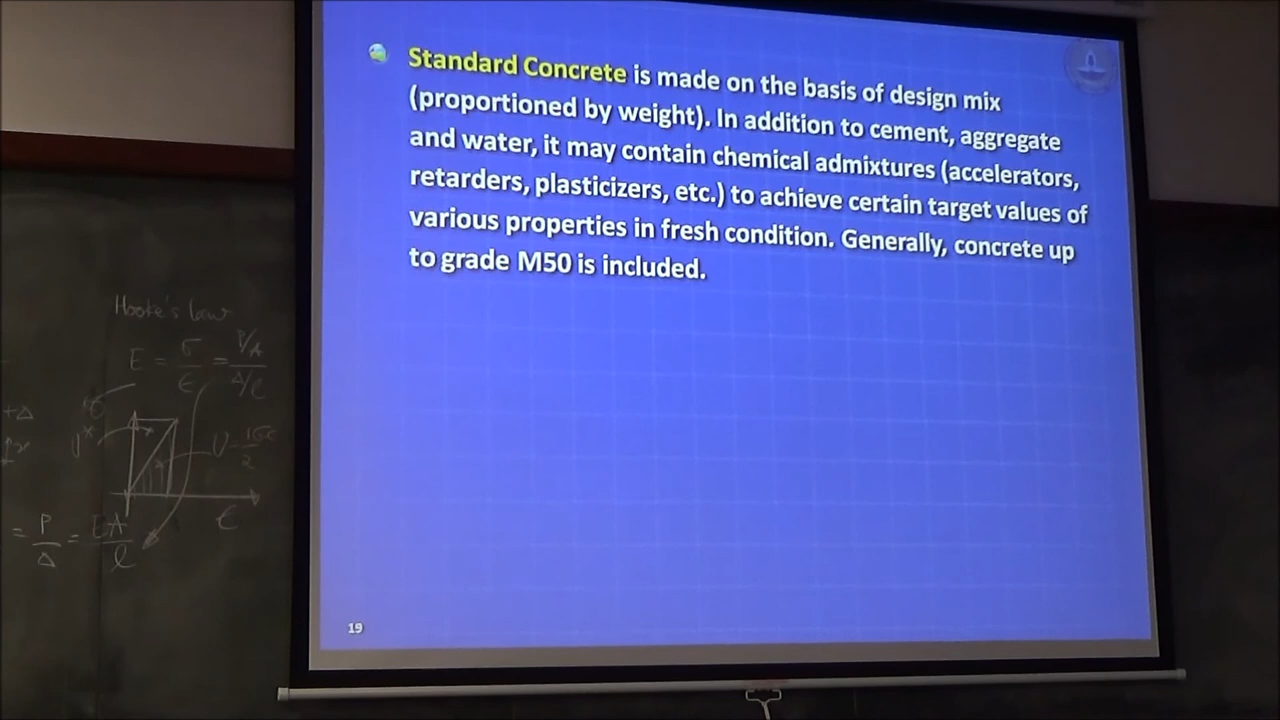 Standard Concrete is made on the basis of design mix
(proportioned by weight). In addition to cement, aggregate
and water, it may contain chemical admixtures (accelerators,
retarders, plasticizers, etc.) to achieve certain target values of
various properties in fresh condition. Generally, concrete up
to grade M50 is included.
19
Hooke's law
E = σ/ε = P/A / Δ/l
+Δ
σ
U*
ε
= P/Δ = EA/l